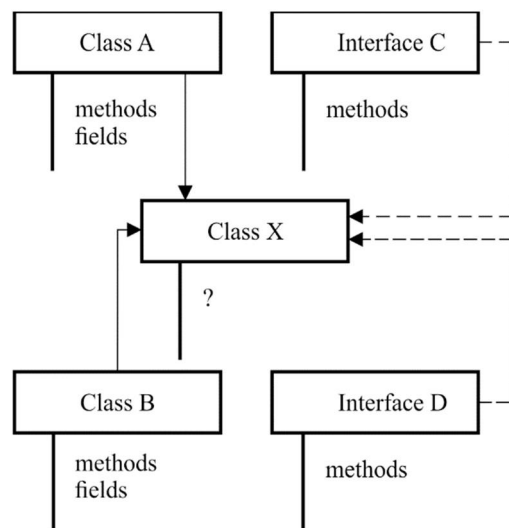 Class A
Interface C
methods
fields
methods
Class X
?
Class B
Interface D
methods
fields
methods